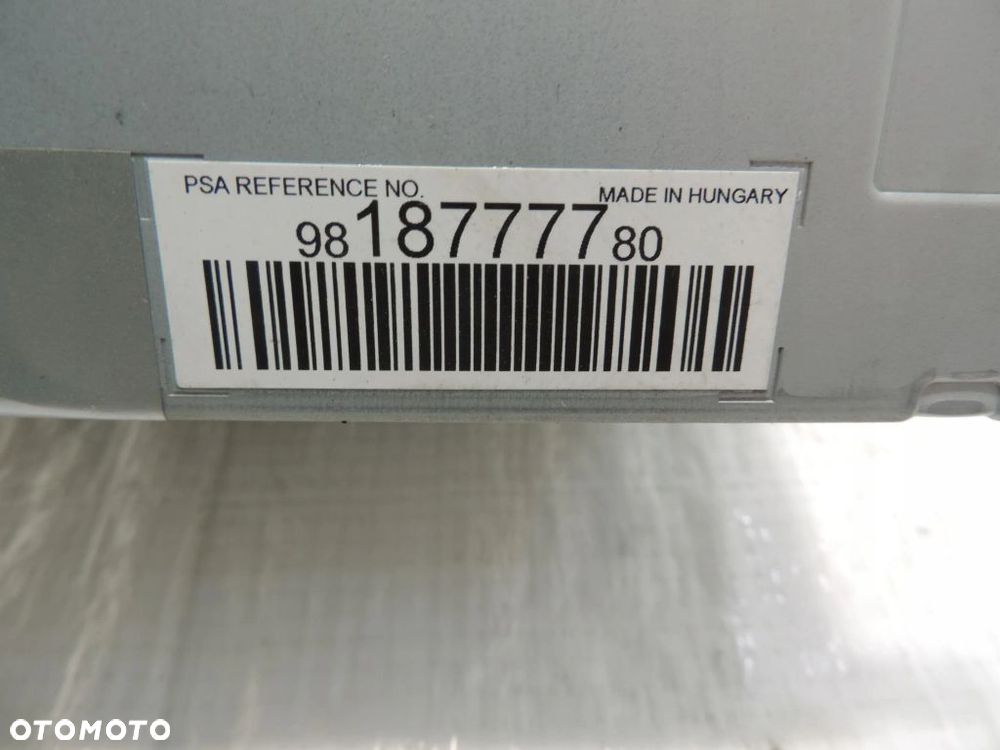 PSA REFERENCE NO. MADE IN HUNGARY
9818777780
OTOMOTO